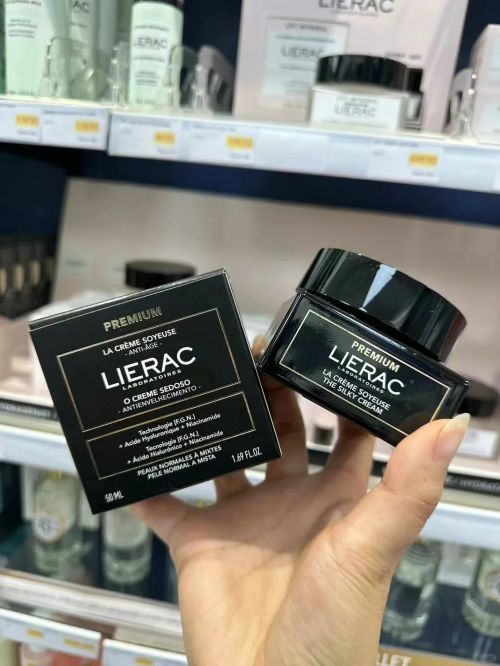 LIERAC
LIERAC
LIERAC
LIERAC
PREMIUM
LA CRÈME SOYEUSE
- ANTI-ÂGE -
LIERAC
LABORATOIRES
O CREME SEDOSO
- ANTIENVELHECIMENTO -
Technologie [F.G.N.]
+ Acide Hyaluronique + Niacinamide
Tecnologia [F.G.N.]
+ Ácido Hialurónico + Niacinamida
PEAUX NORMALES À MIXTES
PELE NORMAL A MISTA
50 ML
1.69 FL.OZ.
PREMIUM
LIERAC
LABORATOIRES
LA CRÈME SOYEUSE
THE SILKY CREAM